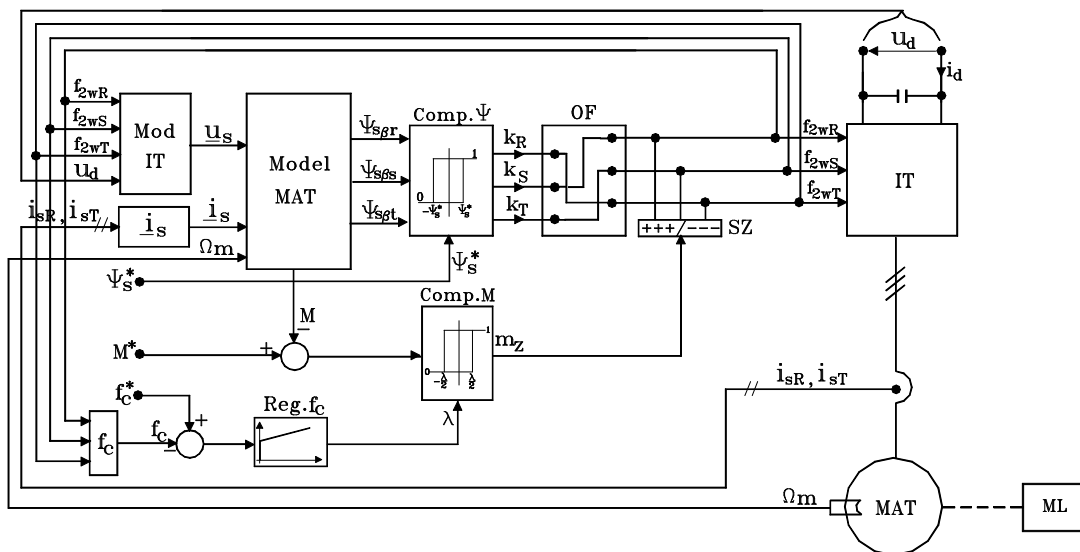 u_d
i_d
f_2wR
f_2wS
f_2wT
u_d
Mod
IT
u_s
Model
MAT
Ψ_sβr
Ψ_sβs
Ψ_sβt
Comp.Ψ
1
0
-Ψ_s*
Ψ_s*
k_R
k_S
k_T
OF
f_2wR
f_2wS
f_2wT
IT
+++/---
SZ
i_sR, i_sT
i_s
i_s
Ω_m
Ψ_s*
Ψ_s*
M
−
M*
+
Comp.M
1
0
-λ/2
λ/2
m_z
λ
f_c*
+
f_c
f_c
−
Reg.f_c
i_sR, i_sT
Ω_m
MAT
ML